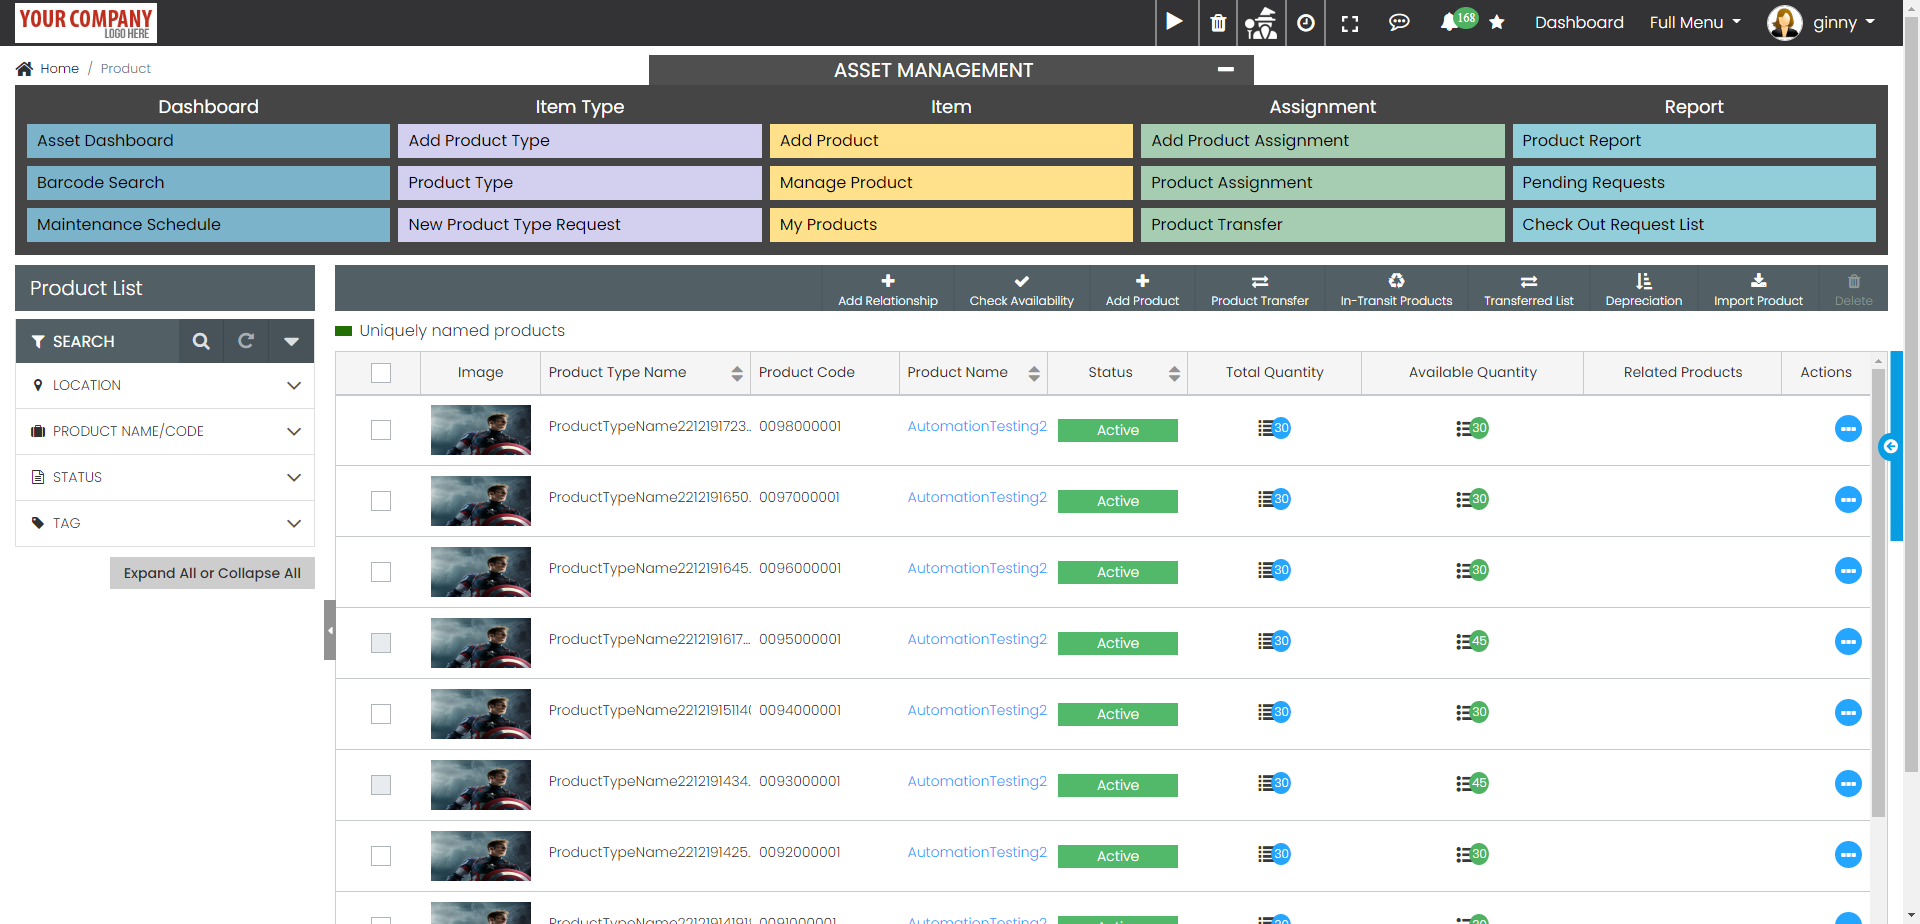 YOUR COMPANY
LOGO HERE
168
Dashboard
Full Menu
ginny
Home / Product
ASSET MANAGEMENT
Dashboard
Item Type
Item
Assignment
Report
Asset Dashboard
Add Product Type
Add Product
Add Product Assignment
Product Report
Barcode Search
Product Type
Manage Product
Product Assignment
Pending Requests
Maintenance Schedule
New Product Type Request
My Products
Product Transfer
Check Out Request List
Product List
Add Relationship
Check Availability
Add Product
Product Transfer
In-Transit Products
Transferred List
Depreciation
Import Product
Delete
SEARCH
LOCATION
PRODUCT NAME/CODE
STATUS
TAG
Expand All or Collapse All
Uniquely named products
Image Product Type Name Product Code Product Name Status Total Quantity Available Quantity Related Products Actions
ProductTypeName2212191723... 0098000001 AutomationTesting2 Active 30 30
ProductTypeName2212191650. 0097000001 AutomationTesting2 Active 30 30
ProductTypeName2212191645. 0096000001 AutomationTesting2 Active 30 30
ProductTypeName2212191617... 0095000001 AutomationTesting2 Active 30 45
ProductTypeName221219151140 0094000001 AutomationTesting2 Active 30 30
ProductTypeName2212191434. 0093000001 AutomationTesting2 Active 30 45
ProductTypeName2212191425. 0092000001 AutomationTesting2 Active 30 30
0091000001 AutomationTesting2 30 30